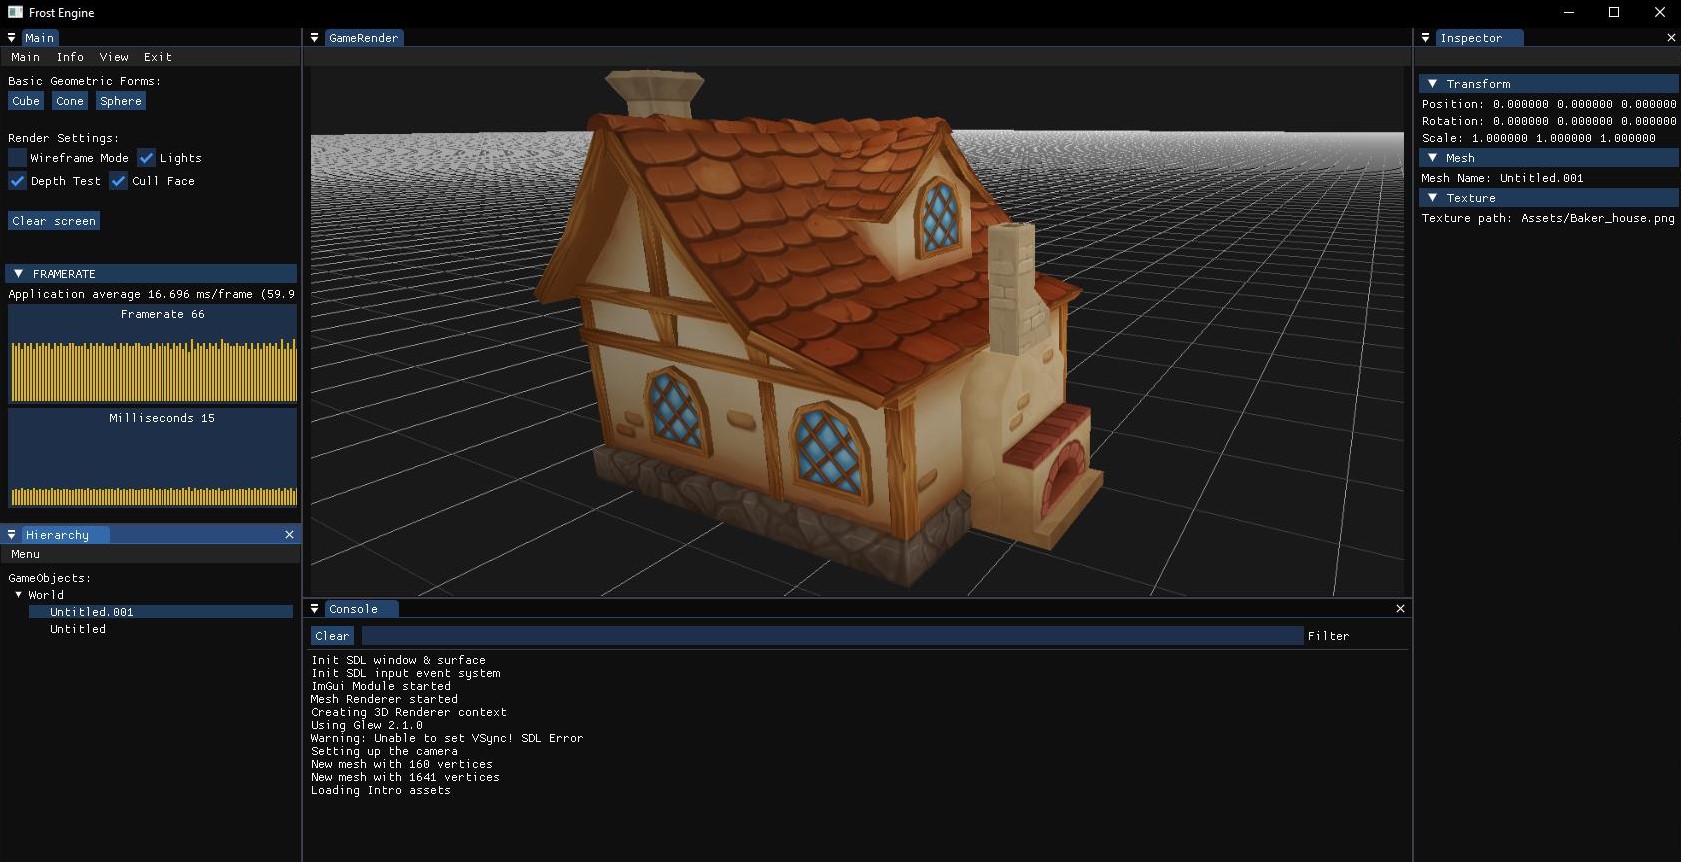 Frost Engine
Main
Main Info View Exit
Basic Geometric Forms:
Cube Cone Sphere
Render Settings:
Wireframe Mode Lights
Depth Test Cull Face
Clear screen
FRAMERATE
Application average 16.696 ms/frame (59.9
Framerate 66
Milliseconds 15
Hierarchy
Menu
GameObjects:
World
Untitled.001
Untitled
GameRender
Console
Clear Filter
Init SDL window & surface
Init SDL input event system
ImGui Module started
Mesh Renderer started
Creating 3D Renderer context
Using Glew 2.1.0
Warning: Unable to set VSync! SDL Error
Setting up the camera
New mesh with 160 vertices
New mesh with 1641 vertices
Loading Intro assets
Inspector
Transform
Position: 0.000000 0.000000 0.000000
Rotation: 0.000000 0.000000 0.000000
Scale: 1.000000 1.000000 1.000000
Mesh
Mesh Name: Untitled.001
Texture
Texture path: Assets/Baker_house.png